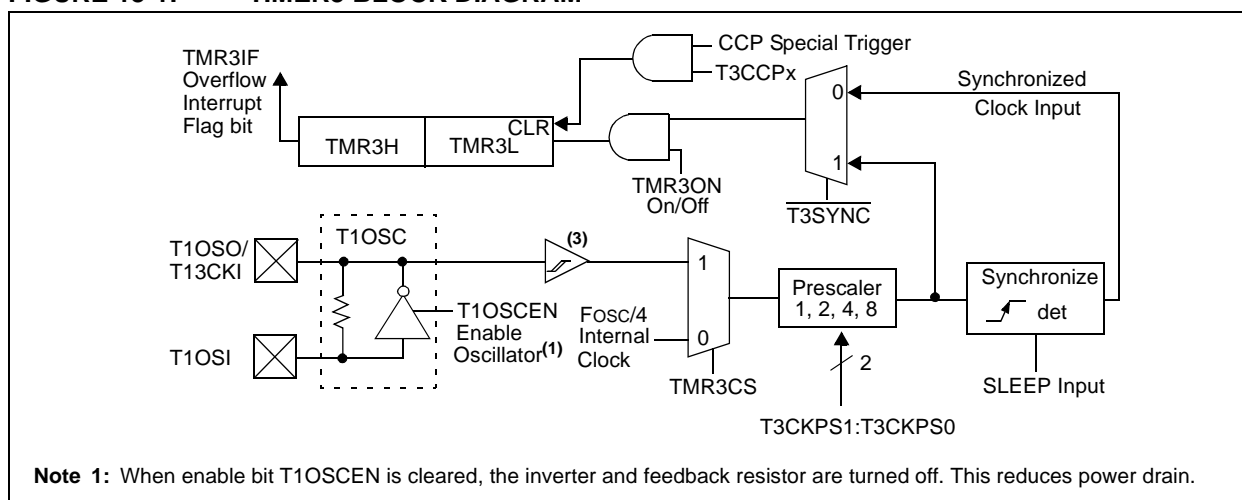 TMR3IF
Overflow
Interrupt
Flag bit
CCP Special Trigger
T3CCPx
TMR3H
TMR3L
CLR
TMR3ON
On/Off
0
1
T3SYNC
Synchronized
Clock Input
T1OSO/
T13CKI
T1OSI
T1OSC
(3)
T1OSCEN
Enable
Oscillator(1)
FOSC/4
Internal
Clock
1
0
TMR3CS
Prescaler
1, 2, 4, 8
2
T3CKPS1:T3CKPS0
Synchronize
det
SLEEP Input
Note 1: When enable bit T1OSCEN is cleared, the inverter and feedback resistor are turned off. This reduces power drain.